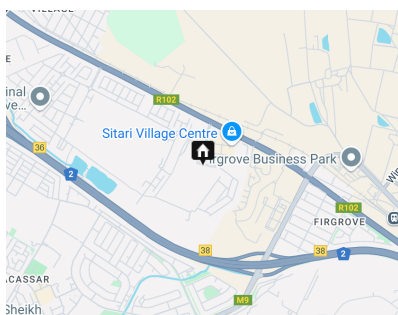 VILLAGE
E
R102
inal
ve...
Sitari Village Centre
36
rgrove Business Park
2
R102
FIRGROVE
38
38
2
ACASSAR
M9
Sheikh